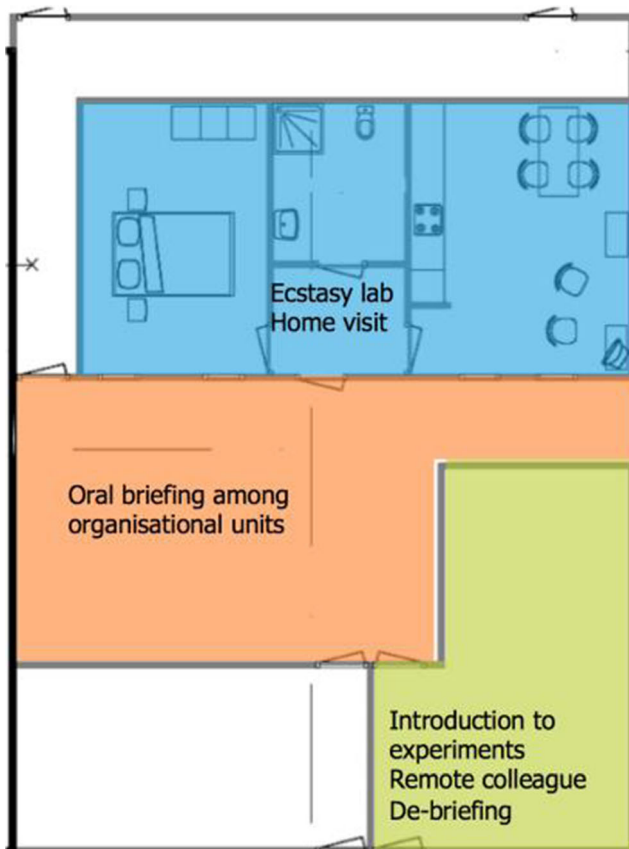 Ecstasy lab
Home visit
Oral briefing among
organisational units
Introduction to
experiments
Remote colleague
De-briefing